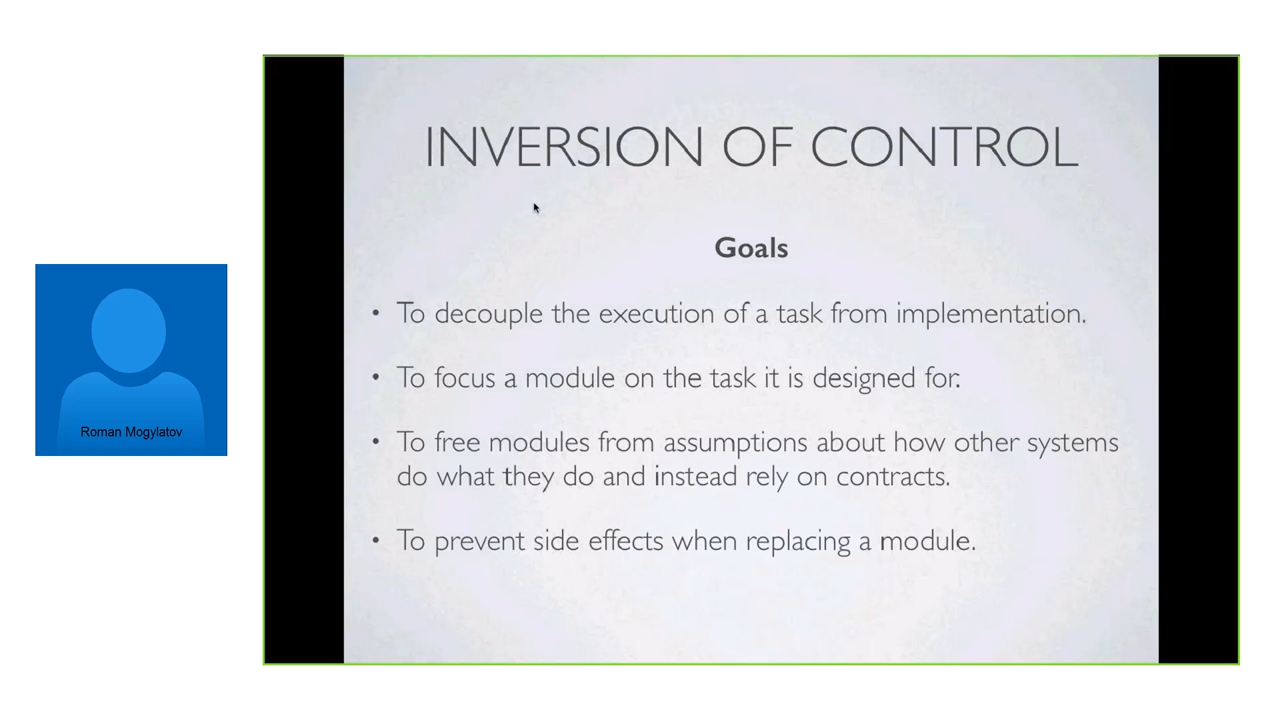 INVERSION OF CONTROL
Goals
• To decouple the execution of a task from implementation.
• To focus a module on the task it is designed for.
• To free modules from assumptions about how other systems
do what they do and instead rely on contracts.
• To prevent side effects when replacing a module.
Roman Mogylatov